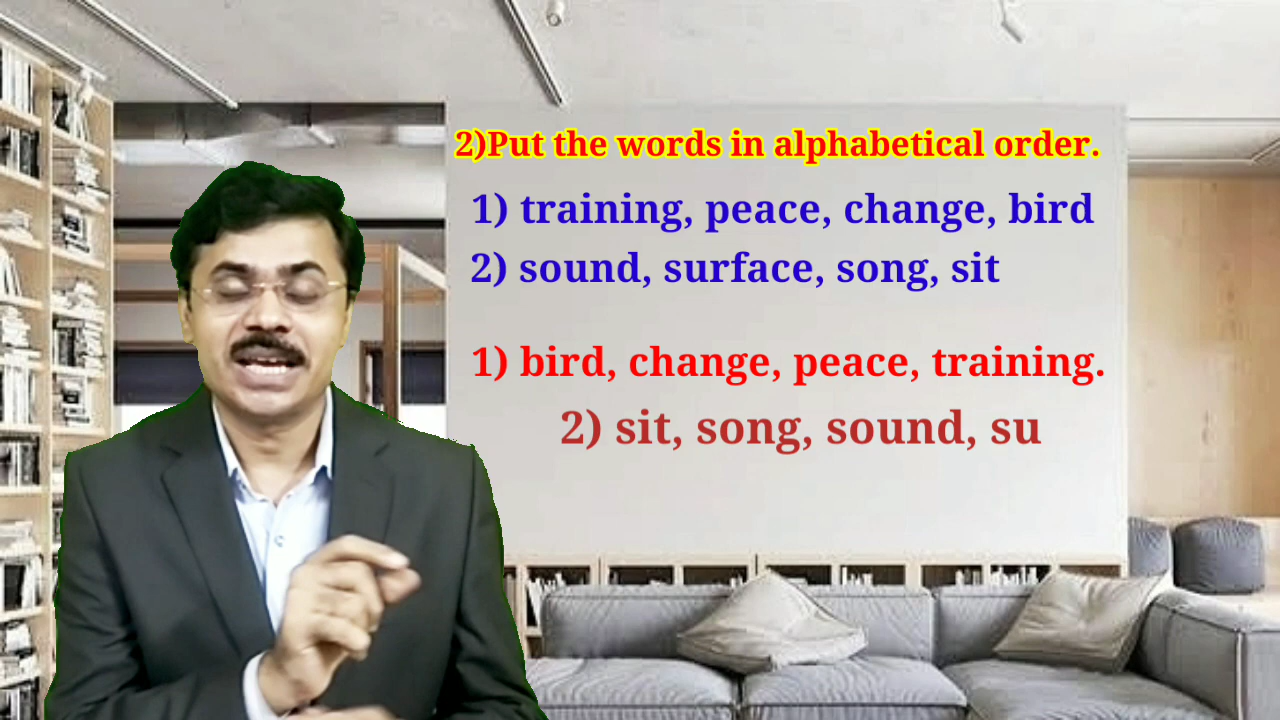 2)Put the words in alphabetical order.
1) training, peace, change, bird
2) sound, surface, song, sit
1) bird, change, peace, training.
2) sit, song, sound, su